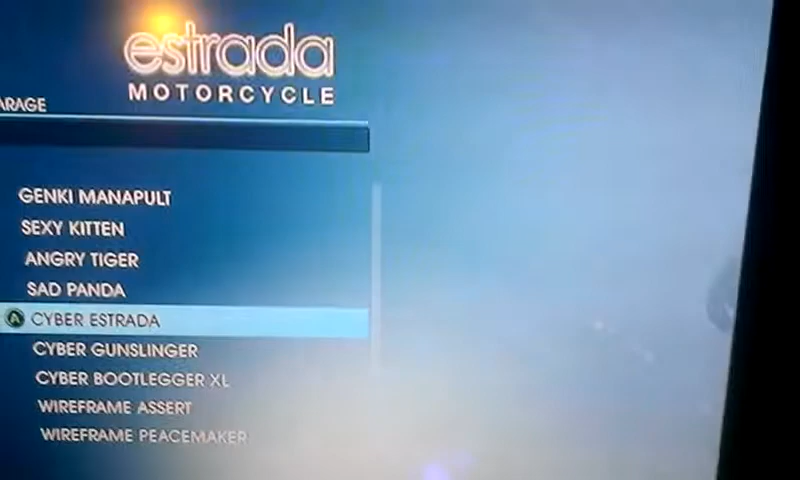 estrada
MOTORCYCLE
ARAGE
GENKI MANAPULT
SEXY KITTEN
ANGRY TIGER
SAD PANDA
A CYBER ESTRADA
CYBER GUNSLINGER
CYBER BOOTLEGGER XL
WIREFRAME ASSERT
WIREFRAME PEACEMAKER